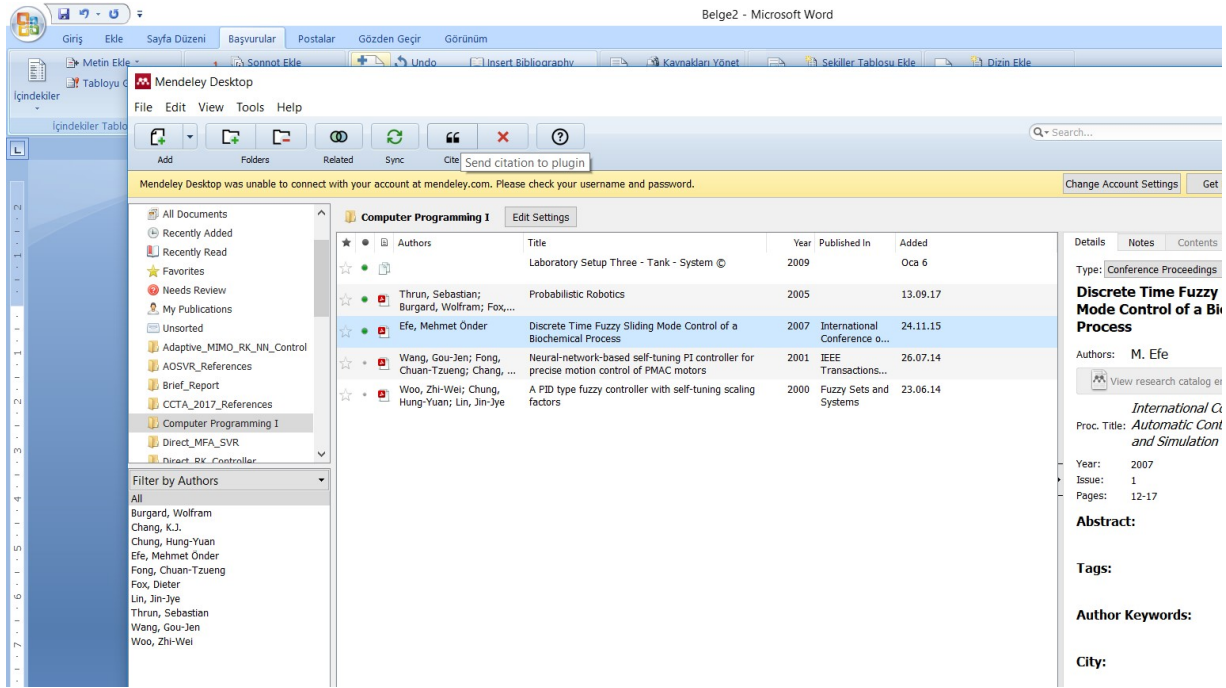 Belge2 - Microsoft Word
Giriş Ekle Sayfa Düzeni Başvurular Postalar Gözden Geçir Görünüm
İçindekiler
Metin Ekle
Tabloyu G
Sonnot Ekle
Undo
Insert Bibliography
Kaynakları Yönet
Şekiller Tablosu Ekle
Dizin Ekle
İçindekiler Tablo
Mendeley Desktop
File Edit View Tools Help
Add Folders Related Sync Cite
Search...
Send citation to plugin
Mendeley Desktop was unable to connect with your account at mendeley.com. Please check your username and password.
Change Account Settings Get
All Documents
Recently Added
Recently Read
Favorites
Needs Review
My Publications
Unsorted
Adaptive_MIMO_RK_NN_Control
AOSVR_References
Brief_Report
CCTA_2017_References
Computer Programming I
Direct_MFA_SVR
Direct_RK_Controller
Filter by Authors
All
Burgard, Wolfram
Chang, K.J.
Chung, Hung-Yuan
Efe, Mehmet Önder
Fong, Chuan-Tzueng
Fox, Dieter
Lin, Jin-Jye
Thrun, Sebastian
Wang, Gou-Jen
Woo, Zhi-Wei
Computer Programming I Edit Settings
Authors Title Year Published In Added
Laboratory Setup Three - Tank - System © 2009 Oca 6
Thrun, Sebastian; Probabilistic Robotics 2005 13.09.17
Burgard, Wolfram; Fox,...
Efe, Mehmet Önder Discrete Time Fuzzy Sliding Mode Control of a 2007 International 24.11.15
Biochemical Process Conference o...
Wang, Gou-Jen; Fong, Neural-network-based self-tuning PI controller for 2001 IEEE 26.07.14
Chuan-Tzueng; Chang, ... precise motion control of PMAC motors Transactions...
Woo, Zhi-Wei; Chung, A PID type fuzzy controller with self-tuning scaling 2000 Fuzzy Sets and 23.06.14
Hung-Yuan; Lin, Jin-Jye factors Systems
Details Notes Contents
Type: Conference Proceedings
Discrete Time Fuzzy
Mode Control of a Bio
Process
Authors: M. Efe
View research catalog en
International Co
Proc. Title: Automatic Cont
and Simulation
Year: 2007
Issue: 1
Pages: 12-17
Abstract:
Tags:
Author Keywords:
City:
L
2
1
1
2
3
4
5
6
7